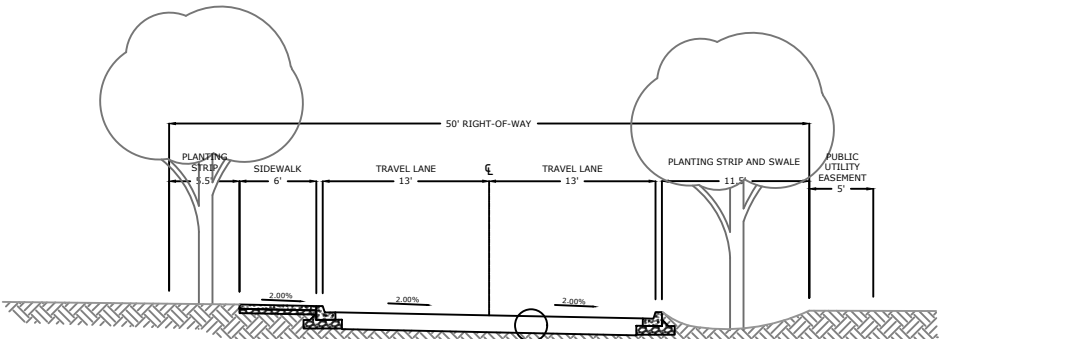 50' RIGHT-OF-WAY
PLANTING
STRIP
5.5'
SIDEWALK
6'
TRAVEL LANE
13'
℄
TRAVEL LANE
13'
PLANTING STRIP AND SWALE
11.5'
PUBLIC
UTILITY
EASEMENT
5'
2.00%
2.00%
2.00%